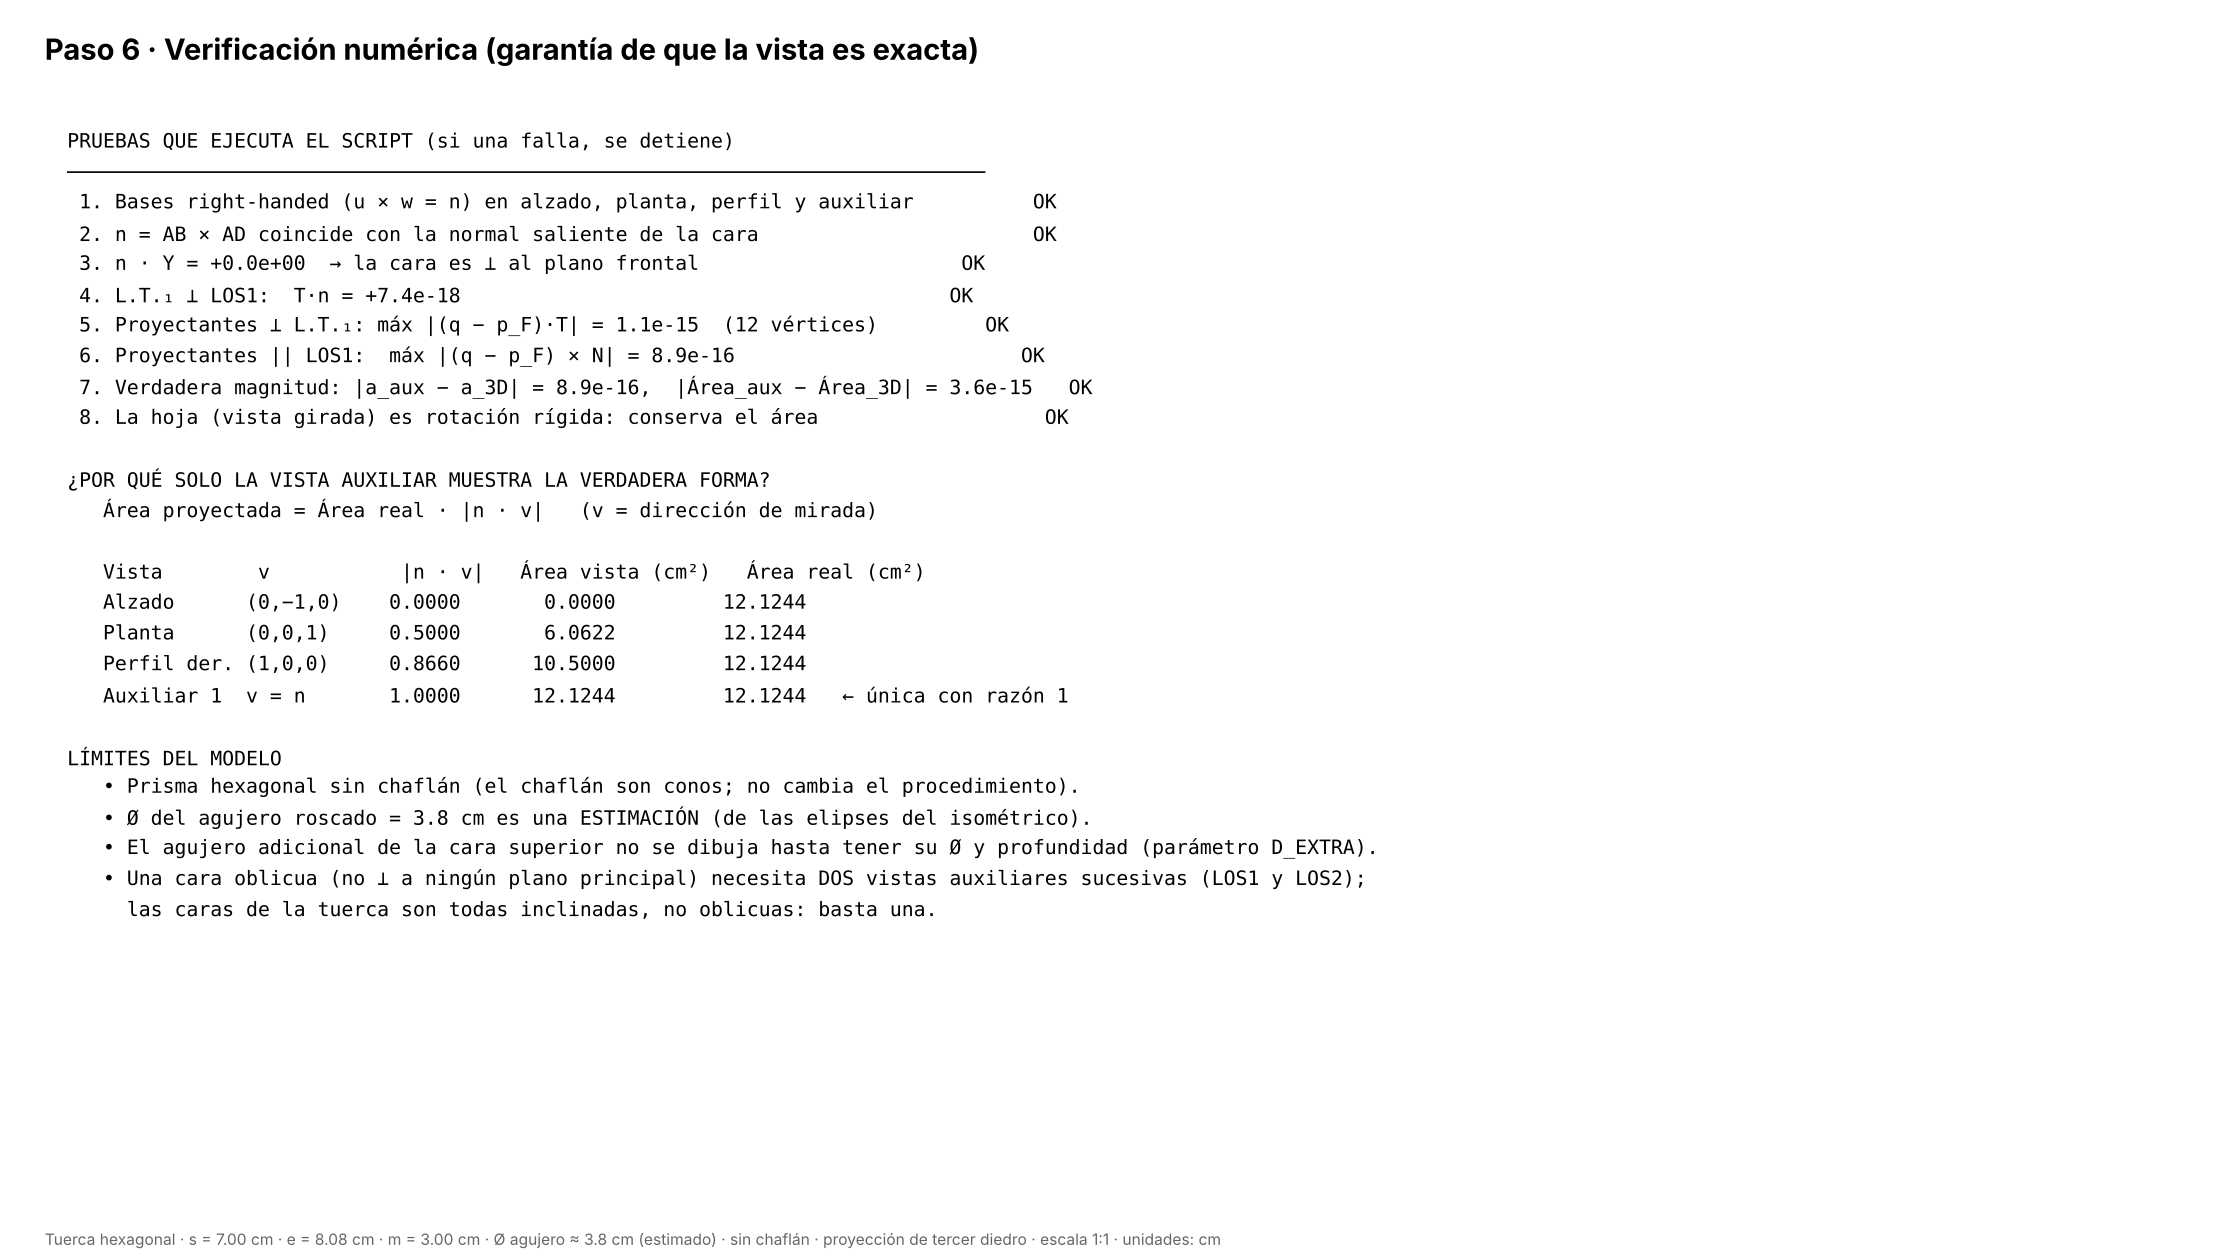 Paso 6 · Verificación numérica (garantía de que la vista es exacta)
PRUEBAS QUE EJECUTA EL SCRIPT (si una falla, se detiene)
1. Bases right-handed (u × w = n) en alzado, planta, perfil y auxiliar OK
2. n = AB × AD coincide con la normal saliente de la cara OK
3. n · Y = +0.0e+00 → la cara es ⊥ al plano frontal OK
4. L.T.₁ ⊥ LOS1: T·n = +7.4e-18 OK
5. Proyectantes ⊥ L.T.₁: máx |(q − p_F)·T| = 1.1e-15 (12 vértices) OK
6. Proyectantes || LOS1: máx |(q − p_F) × N| = 8.9e-16 OK
7. Verdadera magnitud: |a_aux − a_3D| = 8.9e-16, |Área_aux − Área_3D| = 3.6e-15 OK
8. La hoja (vista girada) es rotación rígida: conserva el área OK
¿POR QUÉ SOLO LA VISTA AUXILIAR MUESTRA LA VERDADERA FORMA?
Área proyectada = Área real · |n · v| (v = dirección de mirada)
Vista v |n · v| Área vista (cm²) Área real (cm²)
Alzado (0,−1,0) 0.0000 0.0000 12.1244
Planta (0,0,1) 0.5000 6.0622 12.1244
Perfil der. (1,0,0) 0.8660 10.5000 12.1244
Auxiliar 1 v = n 1.0000 12.1244 12.1244 ← única con razón 1
LÍMITES DEL MODELO
• Prisma hexagonal sin chaflán (el chaflán son conos; no cambia el procedimiento).
• Ø del agujero roscado = 3.8 cm es una ESTIMACIÓN (de las elipses del isométrico).
• El agujero adicional de la cara superior no se dibuja hasta tener su Ø y profundidad (parámetro D_EXTRA).
• Una cara oblicua (no ⊥ a ningún plano principal) necesita DOS vistas auxiliares sucesivas (LOS1 y LOS2);
las caras de la tuerca son todas inclinadas, no oblicuas: basta una.
Tuerca hexagonal · s = 7.00 cm · e = 8.08 cm · m = 3.00 cm · Ø agujero ≈ 3.8 cm (estimado) · sin chaflán · proyección de tercer diedro · escala 1:1 · unidades: cm